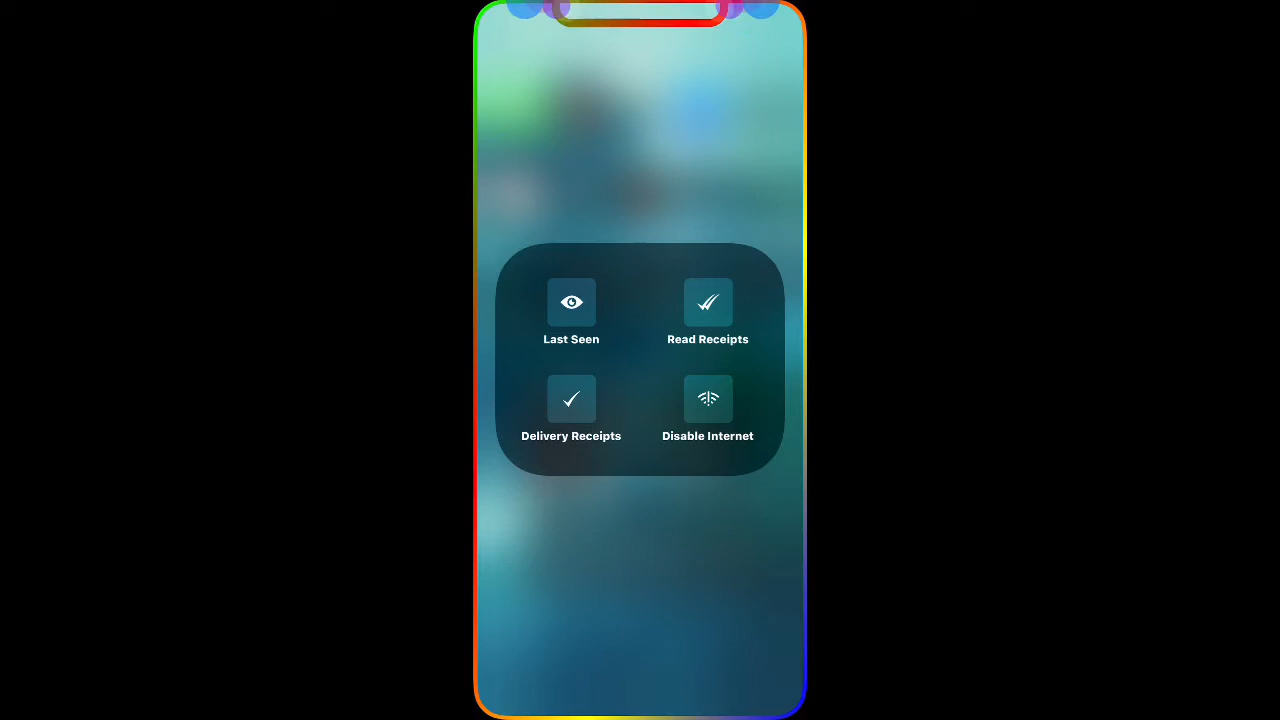 Last Seen
Read Receipts
Delivery Receipts
Disable Internet